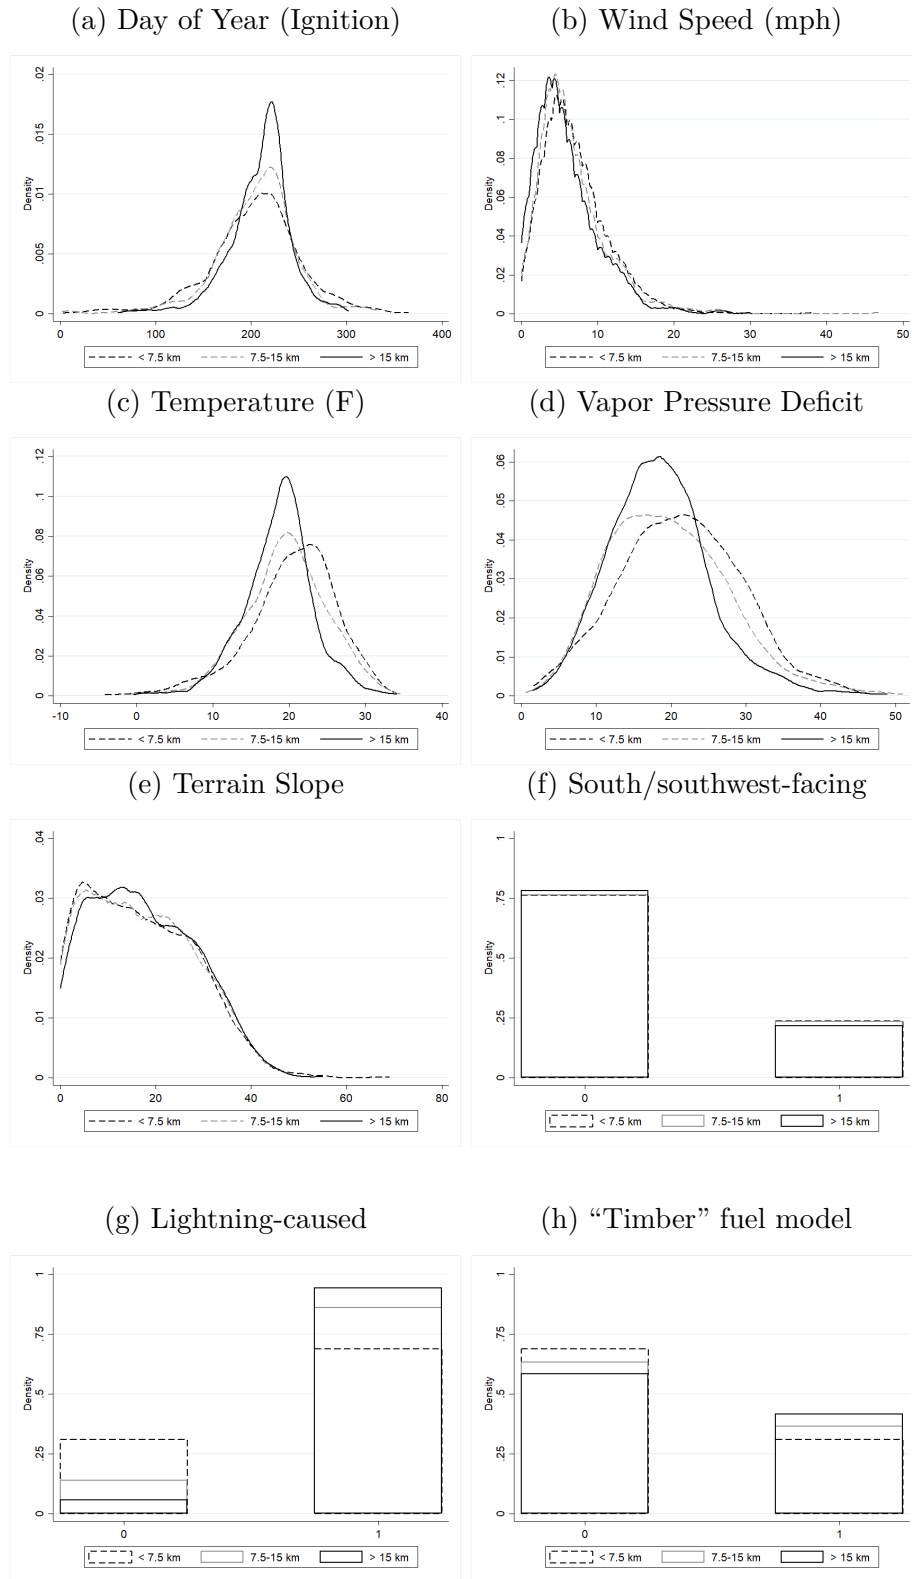 (a) Day of Year (Ignition)
(b) Wind Speed (mph)
Density
0 .005 .01 .015 .02
0 100 200 300 400
< 7.5 km 7.5-15 km > 15 km
Density
0 .02 .04 .06 .08 .10 .12
0 10 20 30 40 50
< 7.5 km 7.5-15 km > 15 km
(c) Temperature (F)
(d) Vapor Pressure Deficit
Density
0 .02 .04 .06 .08 .1 .12
-10 0 10 20 30 40
< 7.5 km 7.5-15 km > 15 km
Density
0 .01 .02 .03 .04 .05 .06
0 10 20 30 40 50
< 7.5 km 7.5-15 km > 15 km
(e) Terrain Slope
(f) South/southwest-facing
Density
0 .01 .02 .03 .04
0 20 40 60 80
< 7.5 km 7.5-15 km > 15 km
Density
0 .25 .5 .75 1
0 1
< 7.5 km 7.5-15 km > 15 km
(g) Lightning-caused
(h) “Timber” fuel model
Density
0 .25 .5 .75 1
0 1
< 7.5 km 7.5-15 km > 15 km
Density
0 .25 .5 .75 1
0 1
< 7.5 km 7.5-15 km > 15 km